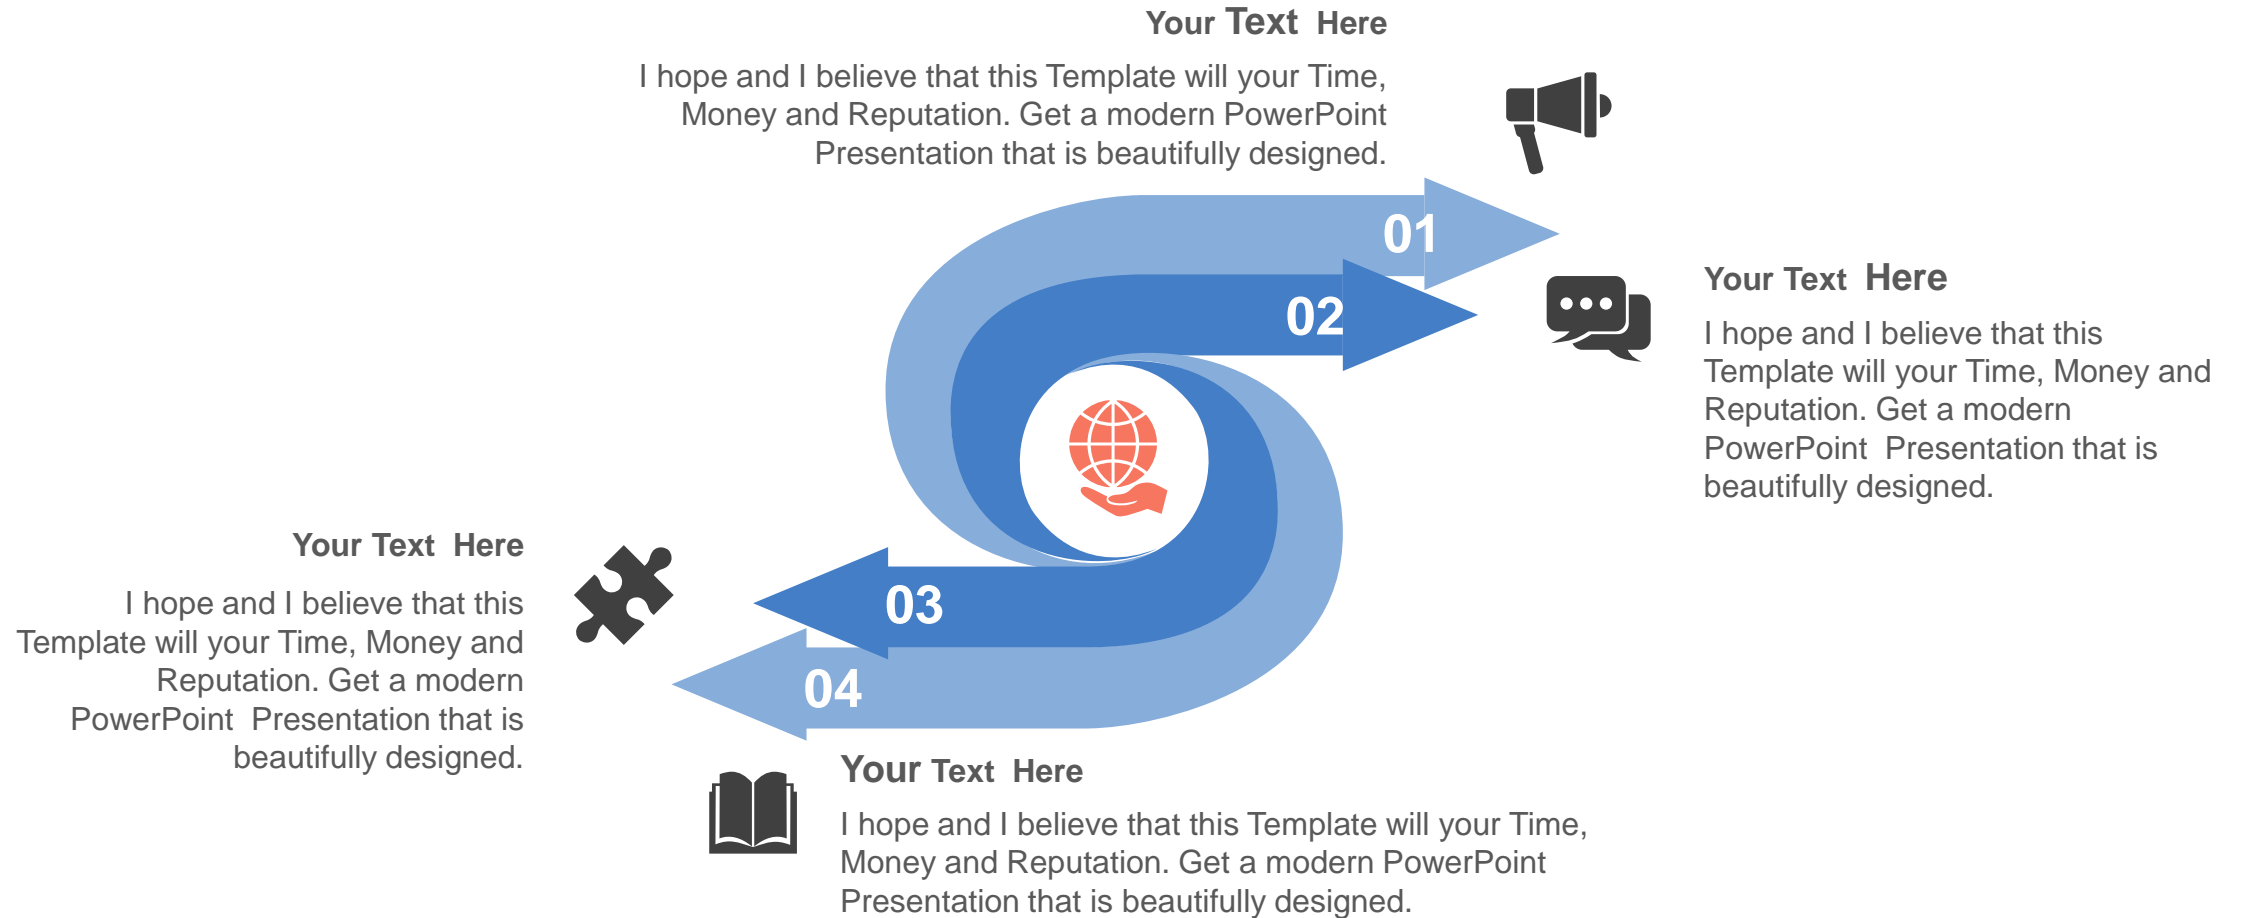 Your Text Here
I hope and I believe that this Template will your Time,
Money and Reputation. Get a modern PowerPoint
Presentation that is beautifully designed.
01
02
Your Text Here
I hope and I believe that this
Template will your Time, Money and
Reputation. Get a modern
PowerPoint Presentation that is
beautifully designed.
Your Text Here
I hope and I believe that this
Template will your Time, Money and
Reputation. Get a modern
PowerPoint Presentation that is
beautifully designed.
03
04
Your Text Here
I hope and I believe that this Template will your Time,
Money and Reputation. Get a modern PowerPoint
Presentation that is beautifully designed.